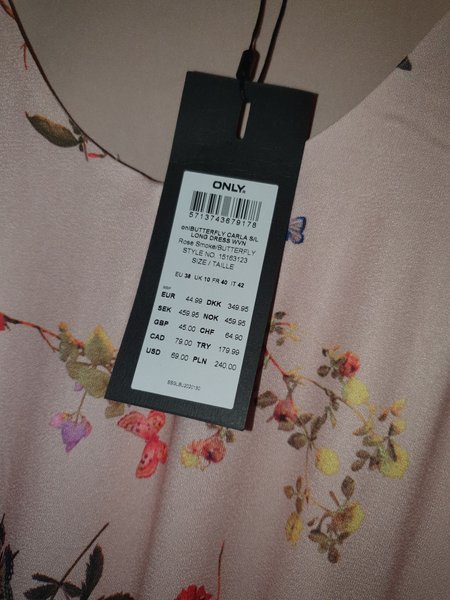 ONLY.
5713743679178
onlBUTTERFLY CARLA S/L
LONG DRESS WVN
Rose Smoke/BUTTERFLY
STYLE NO. 15163123
SIZE / TAILLE
EU 38 UK 10 FR 40 IT 42
RRP
EUR 44.99 DKK 349.95
SEK 459.95 NOK 459.95
GBP 45.00 CHF 64.90
CAD 79.00 TRY 179.99
USD 69.00 PLN 240.00